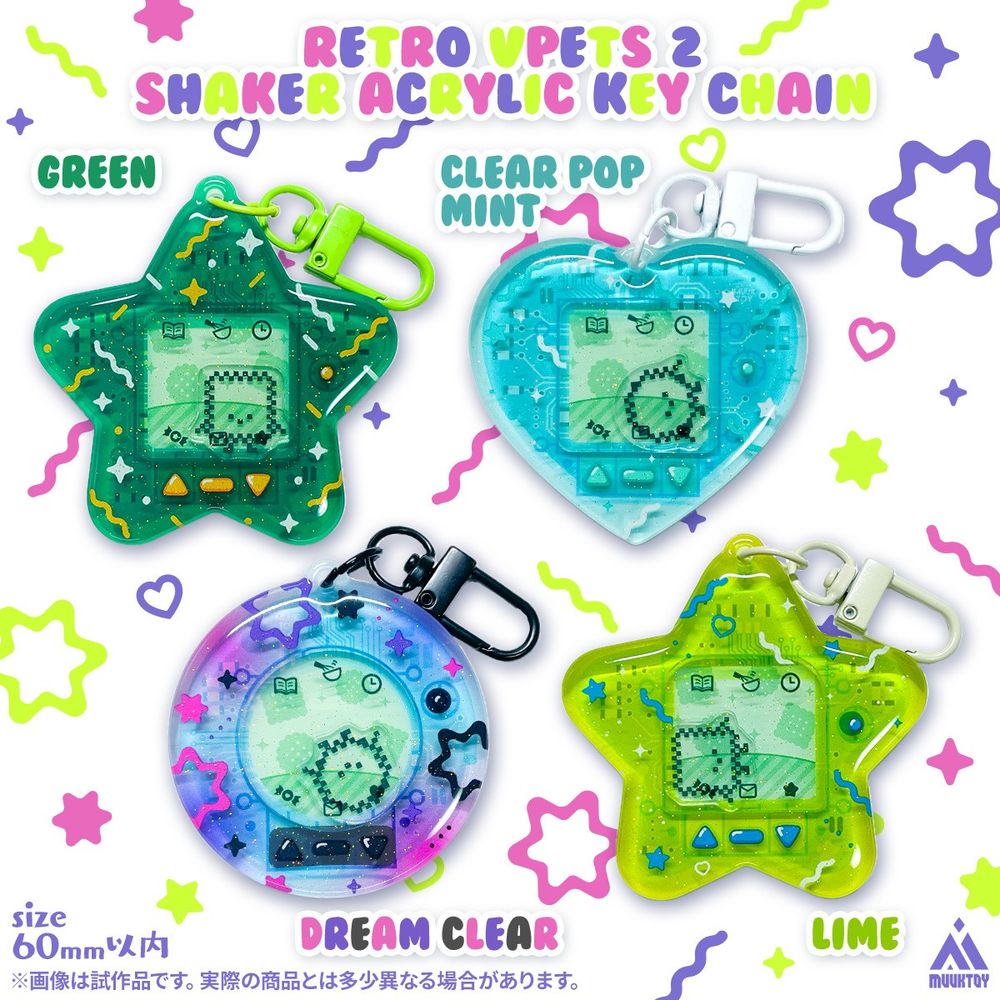 RETRO VPETS 2
SHAKER ACRYLIC KEY CHAIN
GREEN
CLEAR POP
MINT
DREAM CLEAR
LIME
size
60mm以内
※画像は試作品です。実際の商品とは多少異なる場合があります。
MUUKTOY